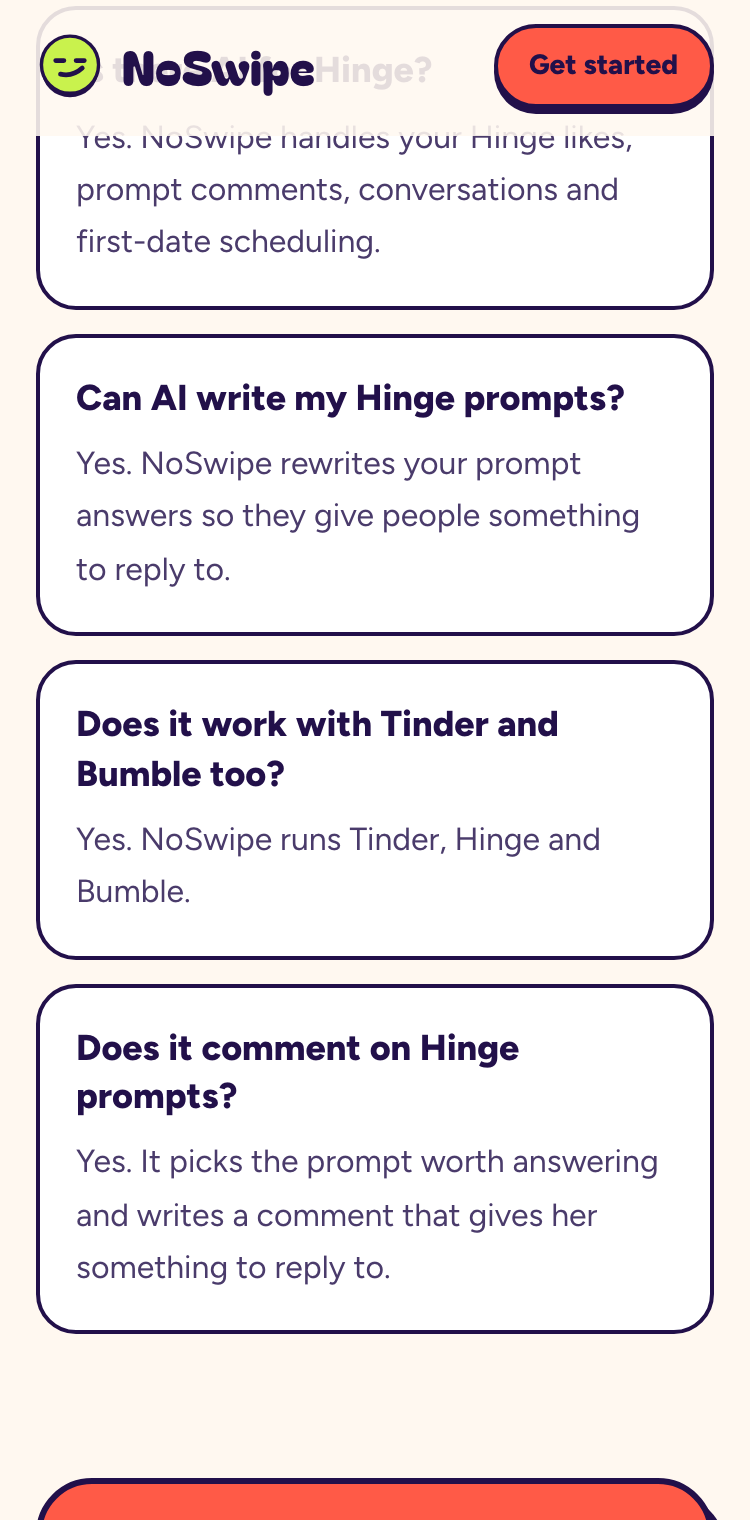 NoSwipe
Hinge?
Get started
Yes. NoSwipe handles your Hinge likes,
prompt comments, conversations and
first-date scheduling.
Can AI write my Hinge prompts?
Yes. NoSwipe rewrites your prompt
answers so they give people something
to reply to.
Does it work with Tinder and
Bumble too?
Yes. NoSwipe runs Tinder, Hinge and
Bumble.
Does it comment on Hinge
prompts?
Yes. It picks the prompt worth answering
and writes a comment that gives her
something to reply to.